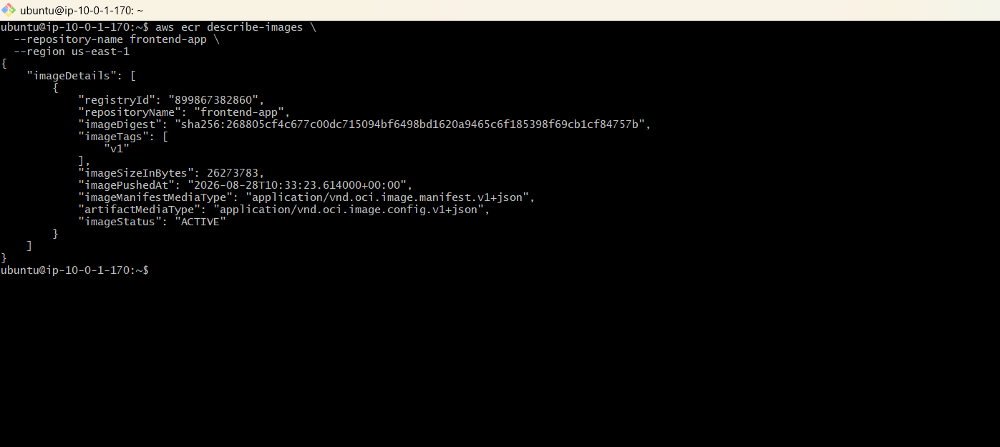 ubuntu@ip-10-0-1-170: ~
ubuntu@ip-10-0-1-170:~$ aws ecr describe-images \
  --repository-name frontend-app \
  --region us-east-1
{
    "imageDetails": [
        {
            "registryId": "899867382860",
            "repositoryName": "frontend-app",
            "imageDigest": "sha256:268805cf4c677c00dc715094bf6498bd1620a9465c6f185398f69cb1cf84757b",
            "imageTags": [
                "v1"
            ],
            "imageSizeInBytes": 26273783,
            "imagePushedAt": "2026-08-28T10:33:23.614000+00:00",
            "imageManifestMediaType": "application/vnd.oci.image.manifest.v1+json",
            "artifactMediaType": "application/vnd.oci.image.config.v1+json",
            "imageStatus": "ACTIVE"
        }
    ]
}
ubuntu@ip-10-0-1-170:~$